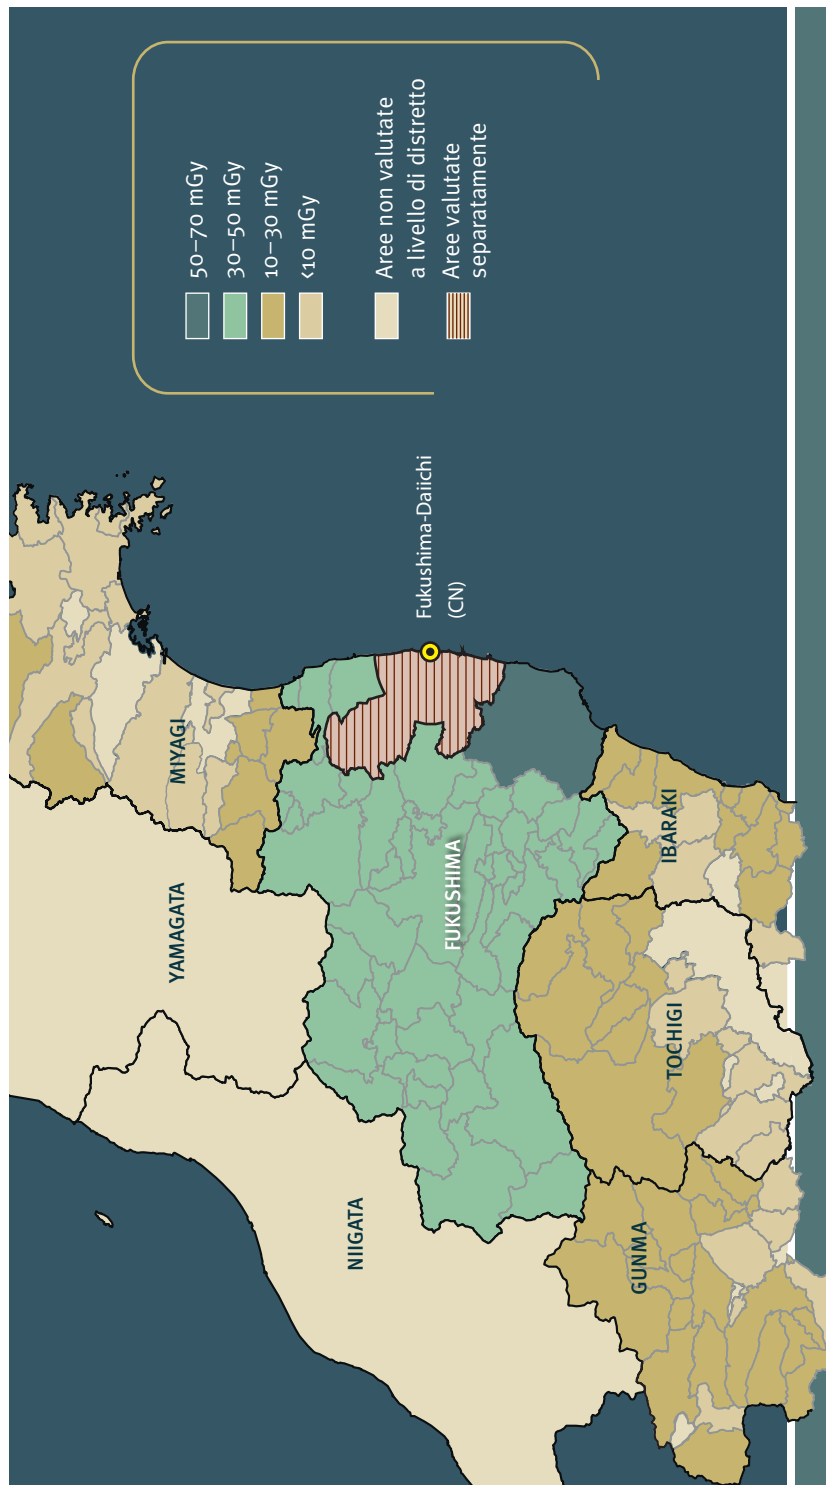 50–70 mGy
30–50 mGy
10–30 mGy
<10 mGy
Aree non valutate
a livello di distretto
Aree valutate
separatamente
Fukushima-Daiichi
(CN)
MIYAGI
YAMAGATA
FUKUSHIMA
IBARAKI
TOCHIGI
NIIGATA
GUNMA